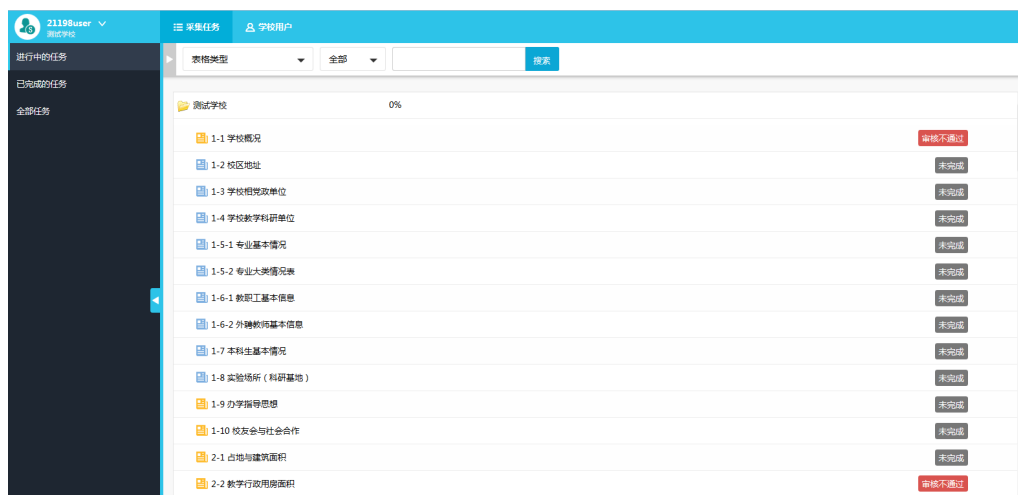 21198user
测试学校
采集任务 学校用户
进行中的任务
已完成的任务
全部任务
表格类型 全部 搜索
测试学校 0%
1-1 学校概况 审核不通过
1-2 校区地址 未完成
1-3 学校相党政单位 未完成
1-4 学校教学科研单位 未完成
1-5-1 专业基本情况 未完成
1-5-2 专业大类情况表 未完成
1-6-1 教职工基本信息 未完成
1-6-2 外聘教师基本信息 未完成
1-7 本科生基本情况 未完成
1-8 实验场所（科研基地） 未完成
1-9 办学指导思想 未完成
1-10 校友会与社会合作 未完成
2-1 占地与建筑面积 未完成
2-2 教学行政用房面积 审核不通过